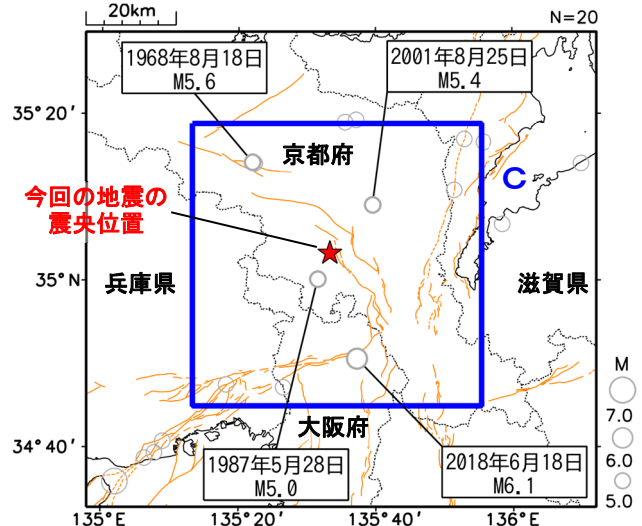 20km
N=20
1968年8月18日
M5.6
2001年8月25日
M5.4
35°20′
京都府
C
今回の地震の
震央位置
35°N
兵庫県
滋賀県
M
7.0
6.0
5.0
34°40′
大阪府
1987年5月28日
M5.0
2018年6月18日
M6.1
135°E
135°20′
135°40′
136°E